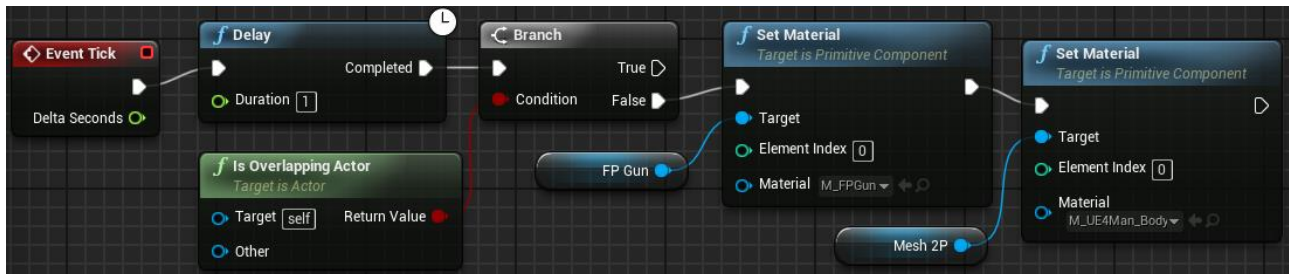 Event Tick
Delta Seconds
f Delay
Completed
Duration 1
Branch
True
Condition False
f Is Overlapping Actor
Target is Actor
Target self Return Value
Other
FP Gun
f Set Material
Target is Primitive Component
Target
Element Index 0
Material M_FPGun
Mesh 2P
f Set Material
Target is Primitive Component
Target
Element Index 0
Material
M_UE4Man_Body